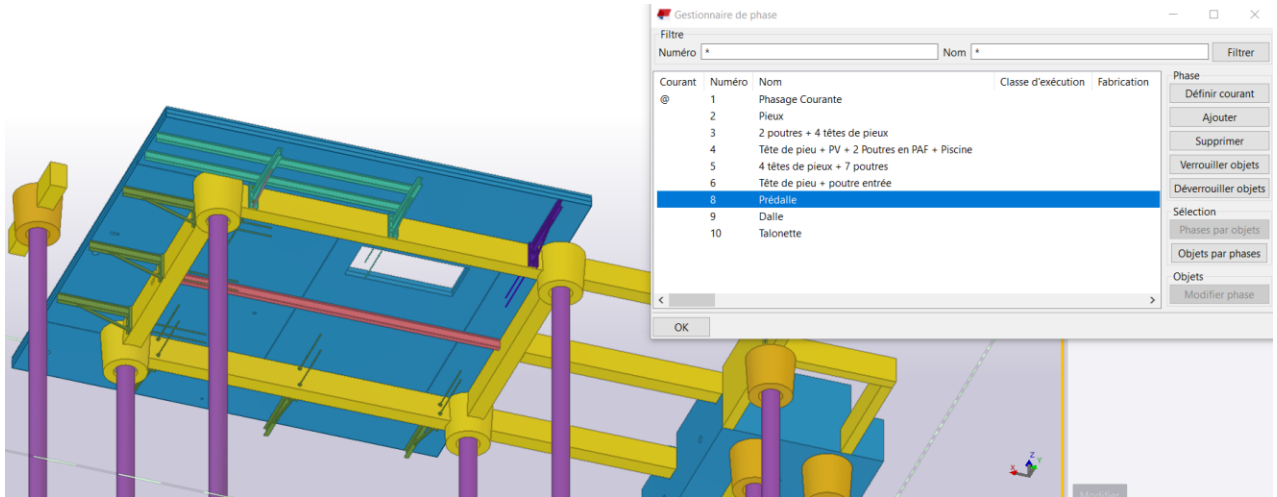 Gestionnaire de phase
Filtre
Numéro * Nom * Filtrer
Courant Numéro Nom Classe d'exécution Fabrication
@ 1 Phasage Courante
2 Pieux
3 2 poutres + 4 têtes de pieux
4 Tête de pieu + PV + 2 Poutres en PAF + Piscine
5 4 têtes de pieux + 7 poutres
6 Tête de pieu + poutre entrée
8 Prédalle
9 Dalle
10 Talonette
Phase
Définir courant
Ajouter
Supprimer
Verrouiller objets
Déverrouiller objets
Sélection
Phases par objets
Objets par phases
Objets
Modifier phase
OK
Z
Y
X
Modifier